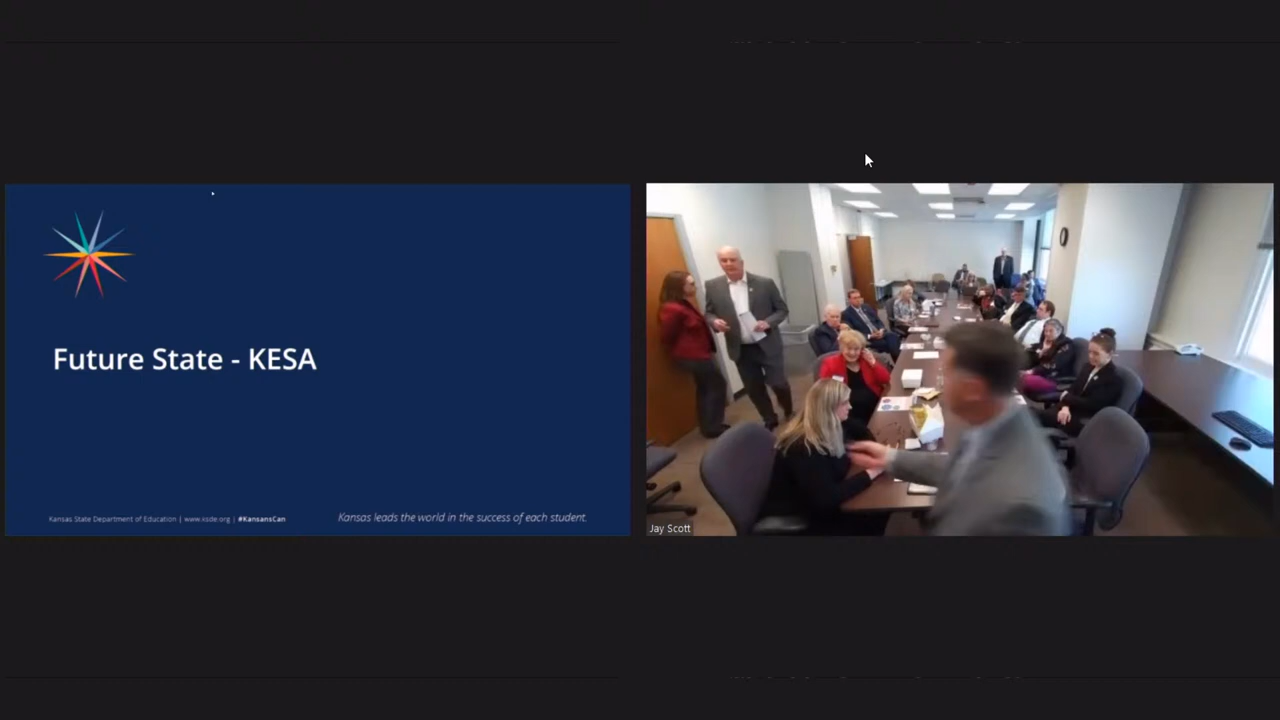 Future State - KESA
Kansas State Department of Education | www.ksde.org | #KansansCan
Kansas leads the world in the success of each student.
Jay Scott